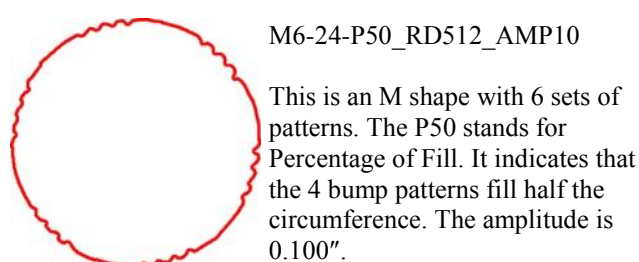 M6-24-P50_RD512_AMP10
This is an M shape with 6 sets of
patterns. The P50 stands for
Percentage of Fill. It indicates that
the 4 bump patterns fill half the
circumference. The amplitude is
0.100″.